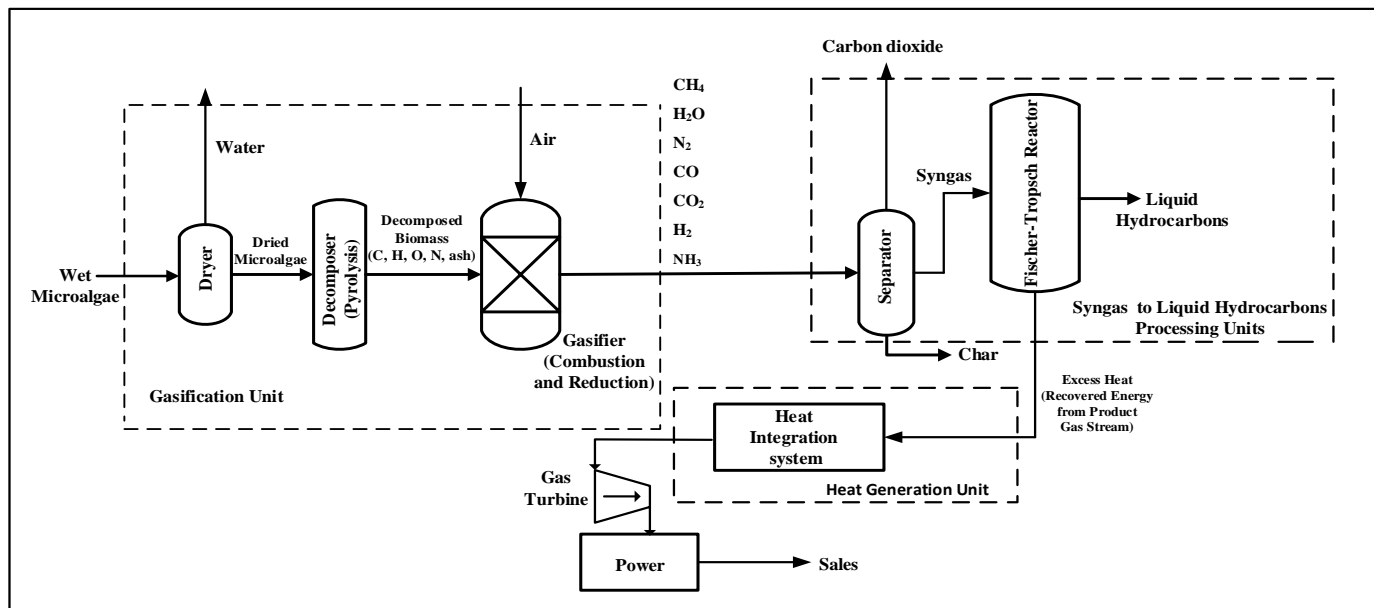 Carbon dioxide
CH₄
H₂O
N₂
CO
CO₂
H₂
NH₃
Water
Air
Wet
Microalgae
Dryer
Dried
Microalgae
Decomposer
(Pyrolysis)
Decomposed
Biomass
(C, H, O, N, ash)
Gasifier
(Combustion
and Reduction)
Gasification Unit
Separator
Syngas
Char
Fischer-Tropsch Reactor
Liquid
Hydrocarbons
Syngas to Liquid Hydrocarbons
Processing Units
Excess Heat
(Recovered Energy
from Product
Gas Stream)
Heat
Integration
system
Heat Generation Unit
Gas
Turbine
Power
Sales